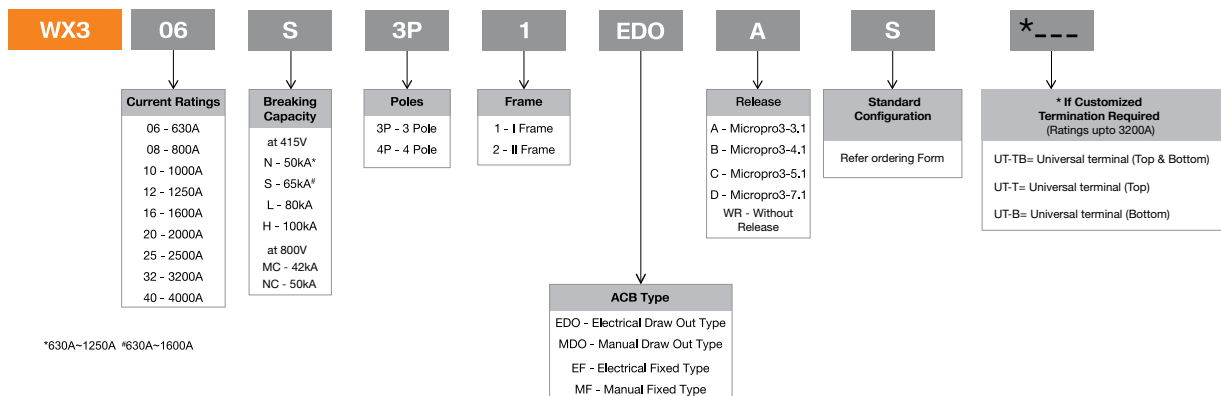 WX3 06 S 3P 1 EDO A S *___
Current Ratings
06 - 630A
08 - 800A
10 - 1000A
12 - 1250A
16 - 1600A
20 - 2000A
25 - 2500A
32 - 3200A
40 - 4000A
Breaking
Capacity
at 415V
N - 50kA*
S - 65kA#
L - 80kA
H - 100kA
at 800V
MC - 42kA
NC - 50kA
Poles
3P - 3 Pole
4P - 4 Pole
Frame
1 - I Frame
2 - II Frame
ACB Type
EDO - Electrical Draw Out Type
MDO - Manual Draw Out Type
EF - Electrical Fixed Type
MF - Manual Fixed Type
Release
A - Micropro3-3.1
B - Micropro3-4.1
C - Micropro3-5.1
D - Micropro3-7.1
WR - Without
Release
Standard
Configuration
Refer ordering Form
* If Customized
Termination Required
(Ratings upto 3200A)
UT-TB= Universal terminal (Top & Bottom)
UT-T= Universal terminal (Top)
UT-B= Universal terminal (Bottom)
*630A~1250A #630A~1600A